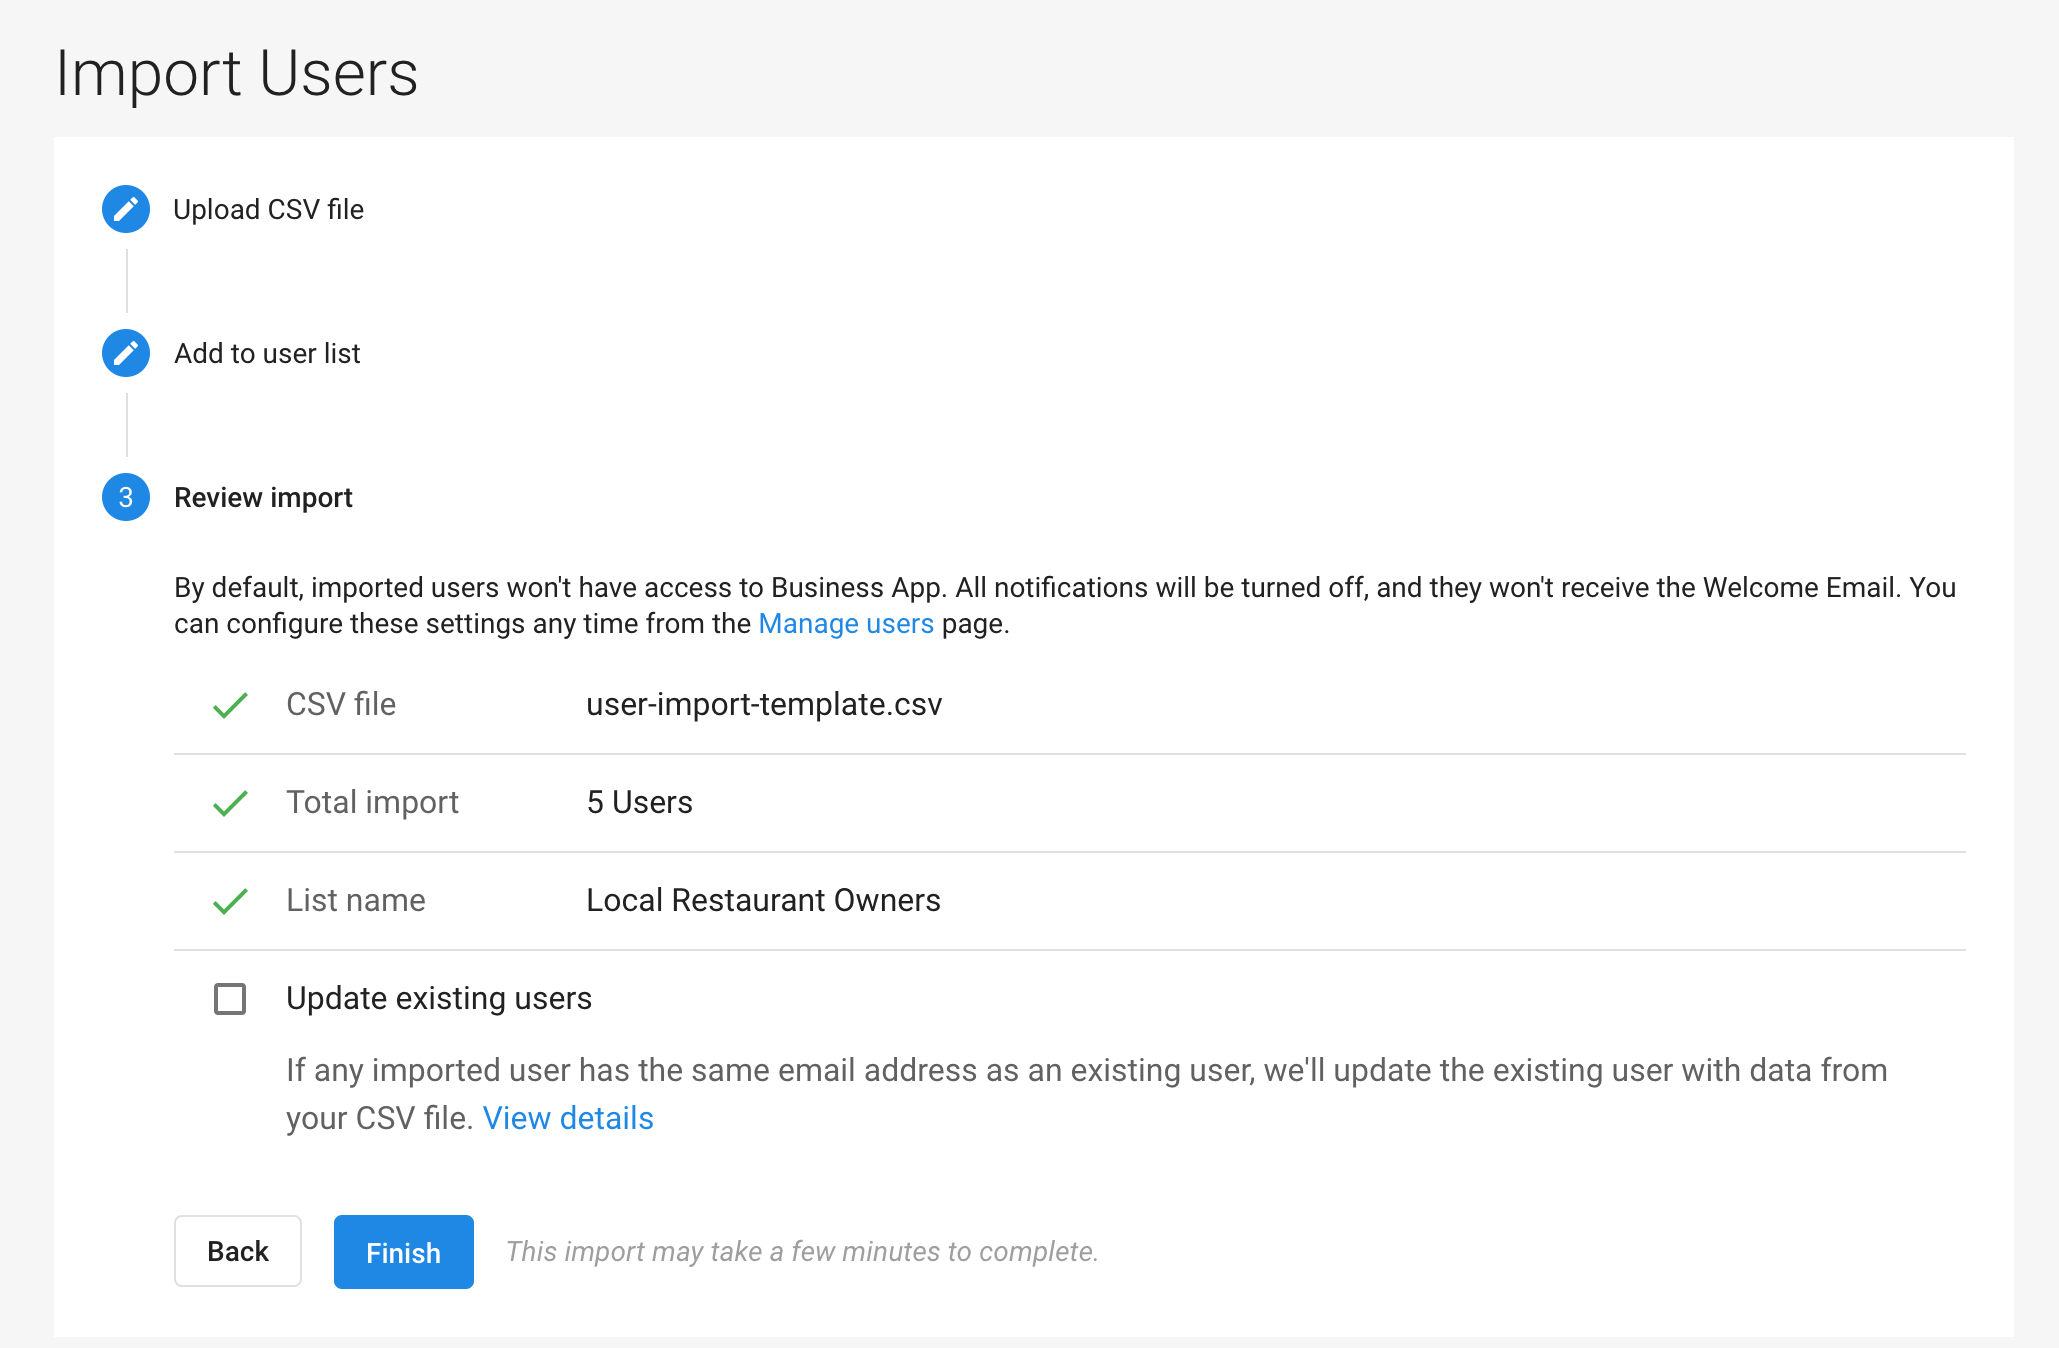 Import Users
Upload CSV file
Add to user list
3 Review import
By default, imported users won't have access to Business App. All notifications will be turned off, and they won't receive the Welcome Email. You
can configure these settings any time from the Manage users page.
CSV file user-import-template.csv
Total import 5 Users
List name Local Restaurant Owners
Update existing users
If any imported user has the same email address as an existing user, we'll update the existing user with data from
your CSV file. View details
Back Finish This import may take a few minutes to complete.